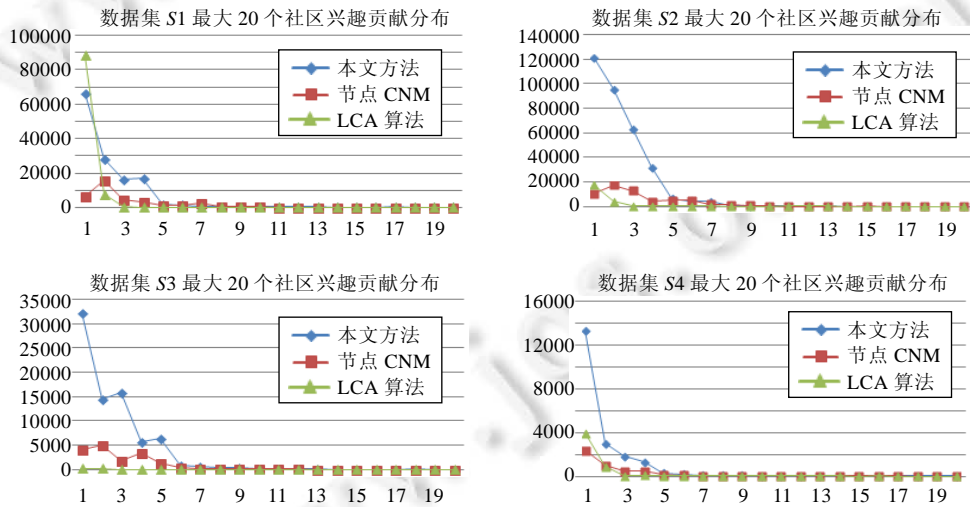 数据集 S1 最大 20 个社区兴趣贡献分布
100000
80000
60000
40000
20000
0
本文方法
节点 CNM
LCA 算法
1 3 5 7 9 11 13 15 17 19
数据集 S2 最大 20 个社区兴趣贡献分布
140000
120000
100000
80000
60000
40000
20000
0
本文方法
节点 CNM
LCA 算法
1 3 5 7 9 11 13 15 17 19
数据集 S3 最大 20 个社区兴趣贡献分布
35000
30000
25000
20000
15000
10000
5000
0
本文方法
节点 CNM
LCA 算法
1 3 5 7 9 11 13 15 17 19
数据集 S4 最大 20 个社区兴趣贡献分布
16000
12000
8000
4000
0
本文方法
节点 CNM
LCA 算法
1 3 5 7 9 11 13 15 17 19